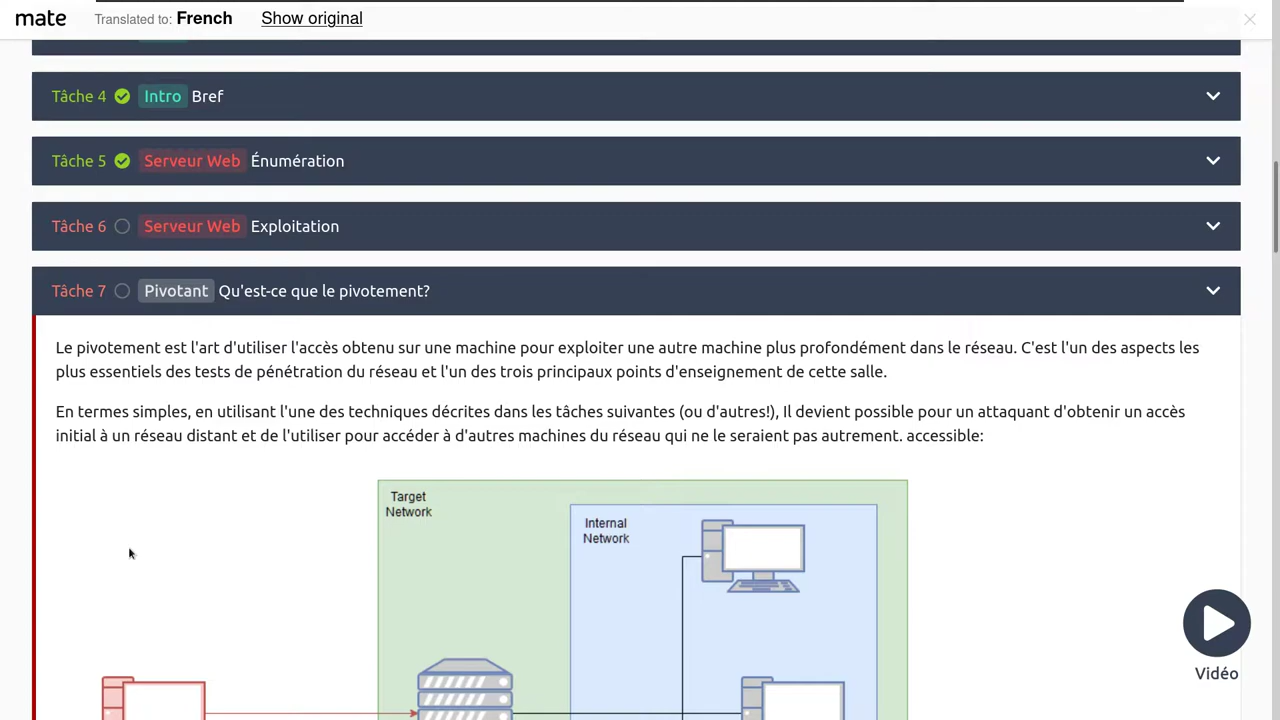 mate Translated to: French Show original
Tâche 4 Intro Bref
Tâche 5 Serveur Web Énumération
Tâche 6 Serveur Web Exploitation
Tâche 7 Pivotant Qu'est-ce que le pivotement?
Le pivotement est l'art d'utiliser l'accès obtenu sur une machine pour exploiter une autre machine plus profondément dans le réseau. C'est l'un des aspects les
plus essentiels des tests de pénétration du réseau et l'un des trois principaux points d'enseignement de cette salle.
En termes simples, en utilisant l'une des techniques décrites dans les tâches suivantes (ou d'autres!), Il devient possible pour un attaquant d'obtenir un accès
initial à un réseau distant et de l'utiliser pour accéder à d'autres machines du réseau qui ne le seraient pas autrement. accessible:
Target
Network
Internal
Network
Vidéo